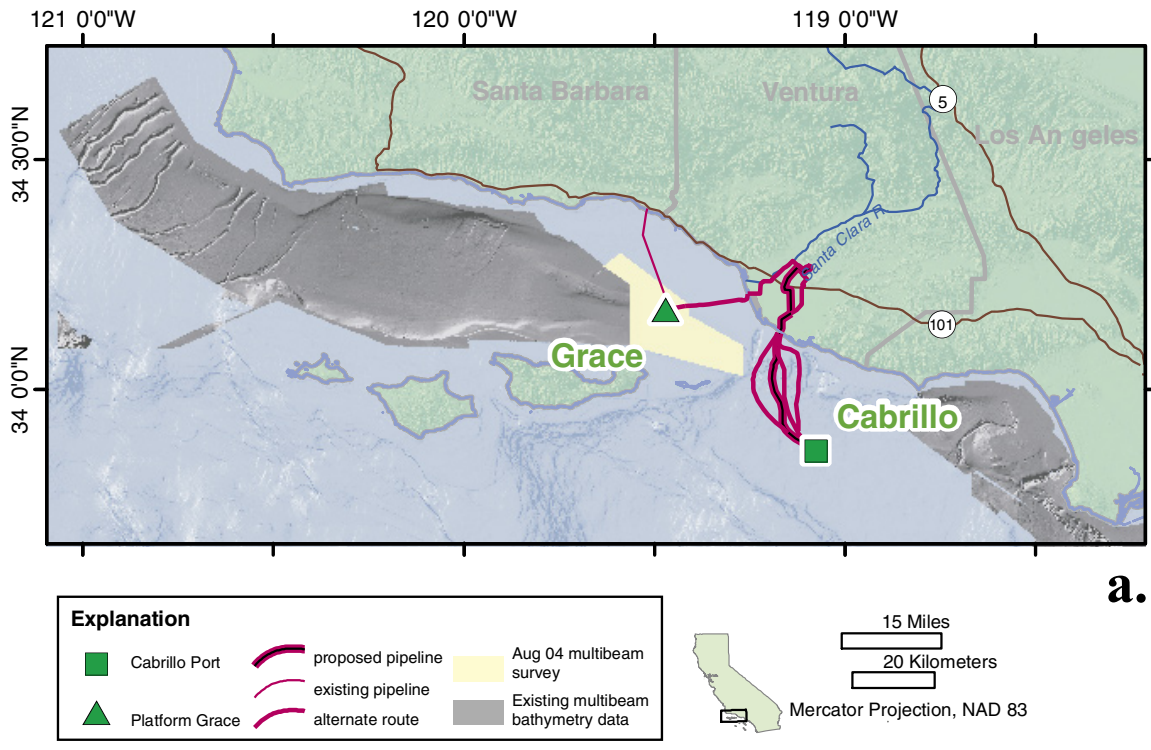 121 0'0"W
120 0'0"W
119 0'0"W
34 30'0"N
34 0'0"N
Santa Barbara
Ventura
5
Los An geles
Santa Clara R
101
Grace
Cabrillo
a.
Explanation
Cabrillo Port
Platform Grace
proposed pipeline
existing pipeline
alternate route
Aug 04 multibeam
survey
Existing multibeam
bathymetry data
15 Miles
20 Kilometers
Mercator Projection, NAD 83